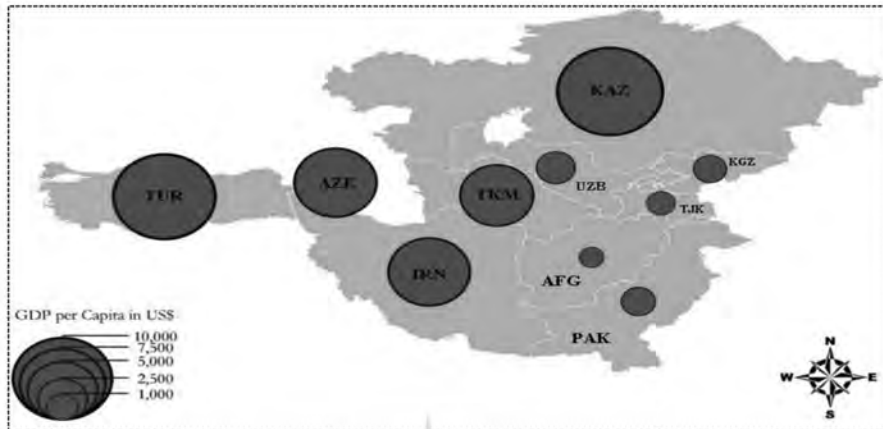 KAZ
KGZ
TUR
AZE
TKM
UZB
TJK
IRN
AFG
PAK
GDP per Capita in US$
10,000
7,500
5,000
2,500
1,000
N
W E
S